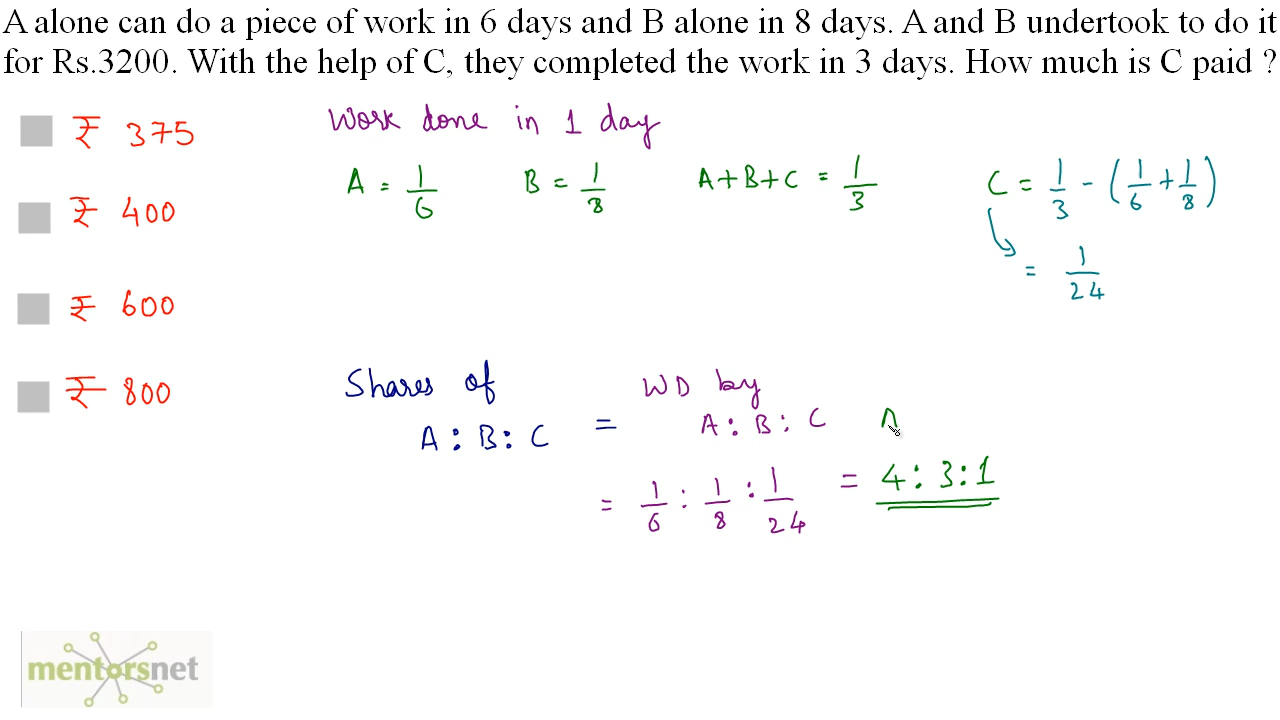 A alone can do a piece of work in 6 days and B alone in 8 days. A and B undertook to do it
for Rs.3200. With the help of C, they completed the work in 3 days. How much is C paid ?
₹ 375
₹ 400
₹ 600
₹ 800
Work done in 1 day
A = 1/6 B = 1/8 A+B+C = 1/3 C = 1/3 - (1/6 + 1/8)
= 1/24
Shares of A : B : C = WD by A : B : C A
= 1/6 : 1/8 : 1/24 = 4 : 3 : 1
mentorsnet